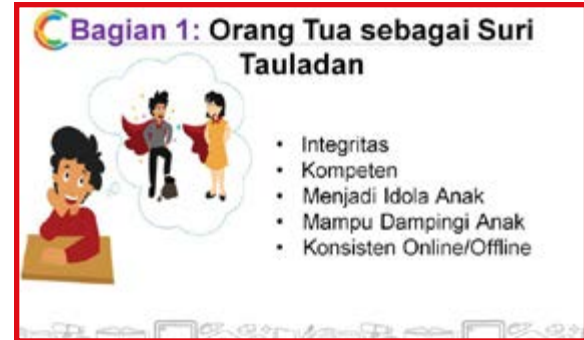 Bagian 1: Orang Tua sebagai Suri
Tauladan
• Integritas
• Kompeten
• Menjadi Idola Anak
• Mampu Dampingi Anak
• Konsisten Online/Offline